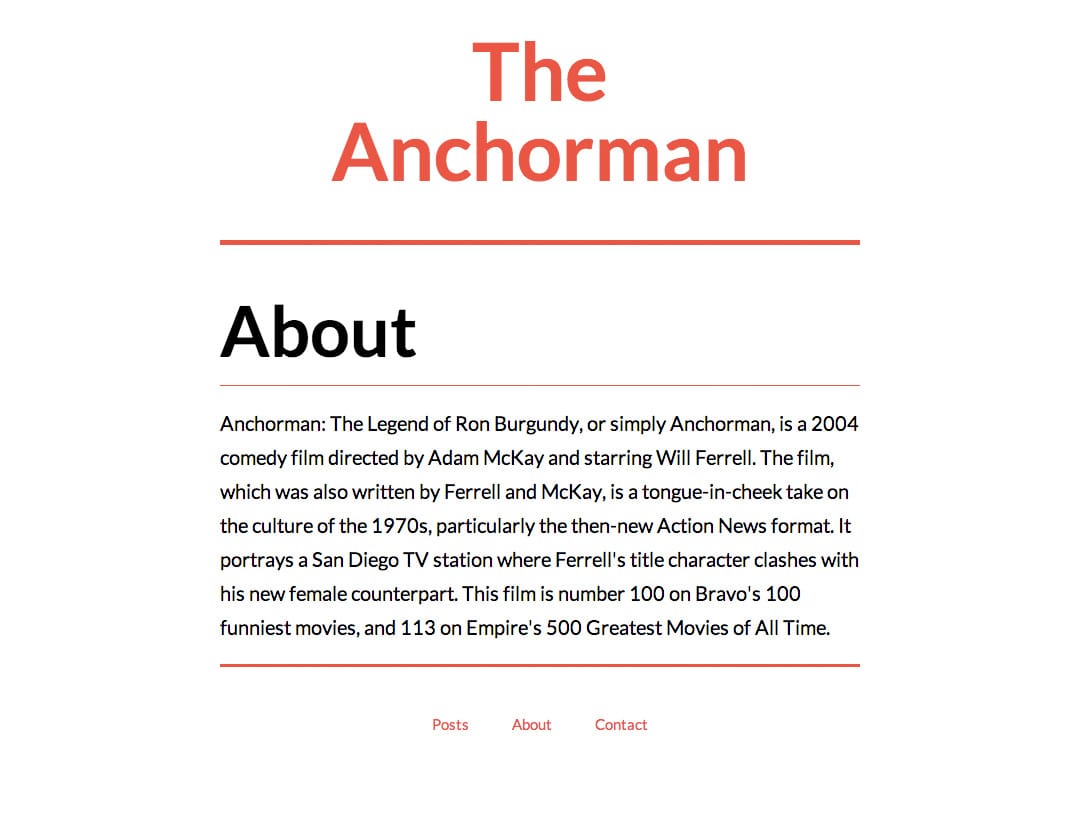 The
Anchorman
About
Anchorman: The Legend of Ron Burgundy, or simply Anchorman, is a 2004
comedy film directed by Adam McKay and starring Will Ferrell. The film,
which was also written by Ferrell and McKay, is a tongue-in-cheek take on
the culture of the 1970s, particularly the then-new Action News format. It
portrays a San Diego TV station where Ferrell's title character clashes with
his new female counterpart. This film is number 100 on Bravo's 100
funniest movies, and 113 on Empire's 500 Greatest Movies of All Time.
Posts About Contact